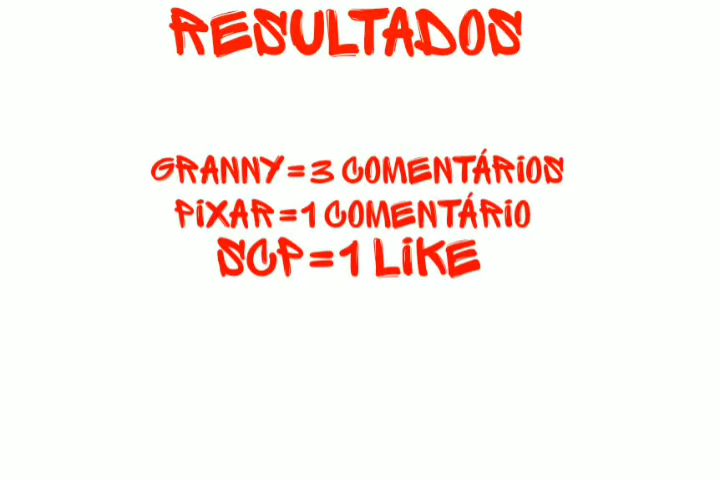 RESULTADOS
GRANNY=3 COMENTÁRIOS
PiXAR=1 COMENTÁRiO
SCP=1 LiKE